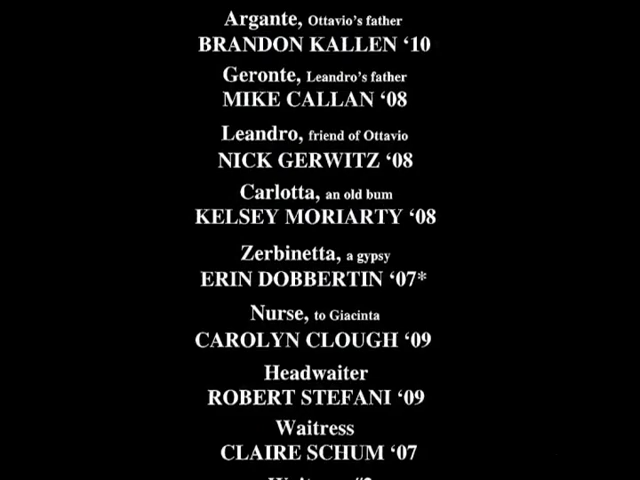 Argante, Ottavio's father
BRANDON KALLEN ‘10
Geronte, Leandro's father
MIKE CALLAN ‘08
Leandro, friend of Ottavio
NICK GERWITZ ‘08
Carlotta, an old bum
KELSEY MORIARTY ‘08
Zerbinetta, a gypsy
ERIN DOBBERTIN ‘07*
Nurse, to Giacinta
CAROLYN CLOUGH ‘09
Headwaiter
ROBERT STEFANI ‘09
Waitress
CLAIRE SCHUM ‘07